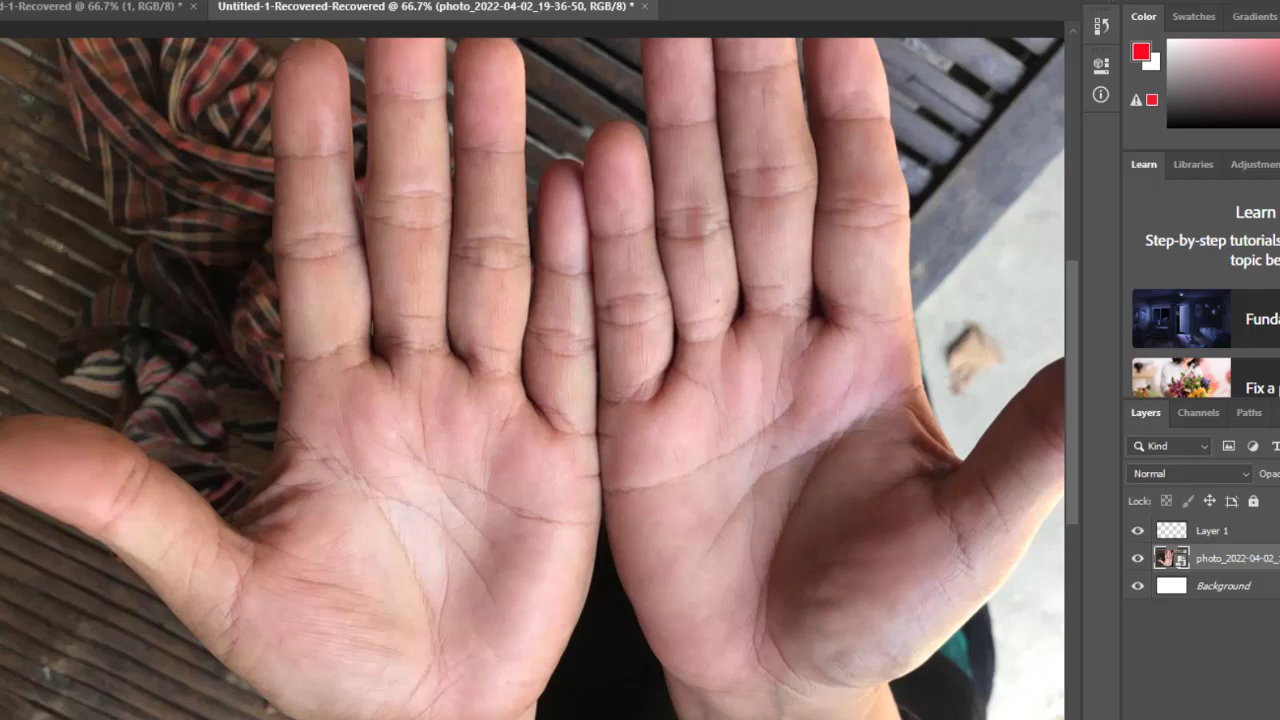 d-1-Recovered @ 66.7% (1, RGB/8) * ×
Untitled-1-Recovered-Recovered @ 66.7% (photo_2022-04-02_19-36-50, RGB/8) * ×
Color Swatches Gradients
Learn Libraries Adjustmen
Learn
Step-by-step tutorials
topic be
Funda
Fix a p
Layers Channels Paths
Kind
Normal Opac
Lock:
Layer 1
photo_2022-04-02_
Background